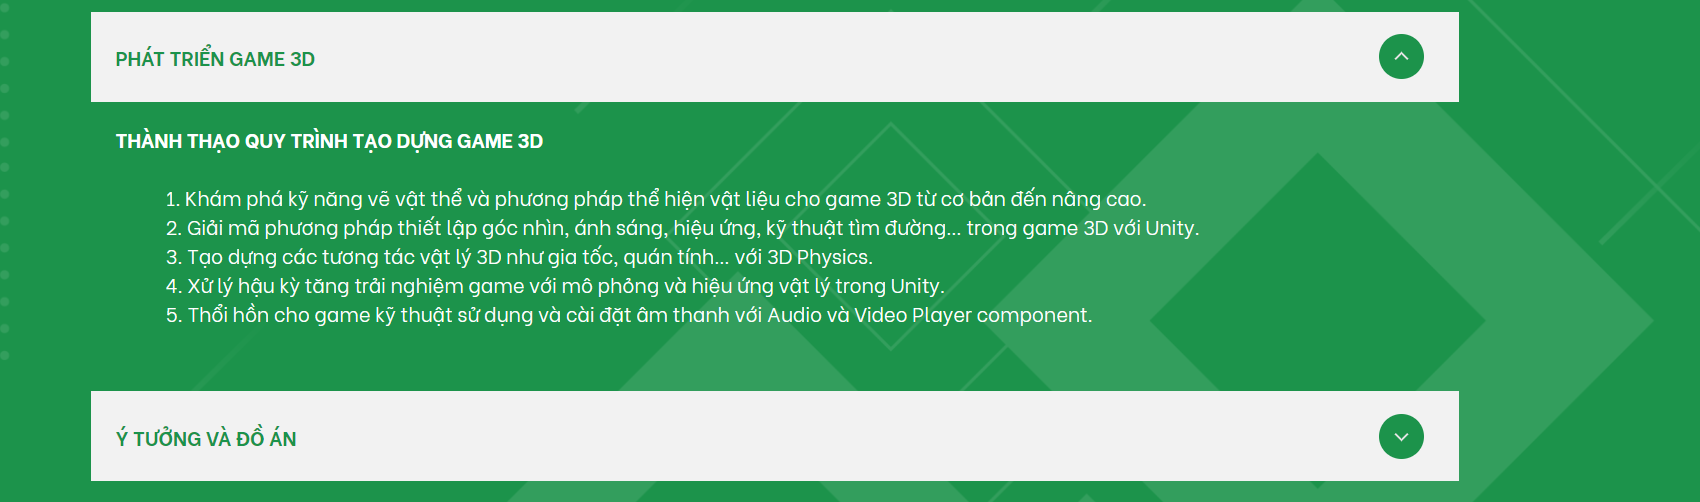 PHÁT TRIỂN GAME 3D
THÀNH THẠO QUY TRÌNH TẠO DỰNG GAME 3D
1. Khám phá kỹ năng vẽ vật thể và phương pháp thể hiện vật liệu cho game 3D từ cơ bản đến nâng cao.
2. Giải mã phương pháp thiết lập góc nhìn, ánh sáng, hiệu ứng, kỹ thuật tìm đường... trong game 3D với Unity.
3. Tạo dựng các tương tác vật lý 3D như gia tốc, quán tính... với 3D Physics.
4. Xử lý hậu kỳ tăng trải nghiệm game với mô phỏng và hiệu ứng vật lý trong Unity.
5. Thổi hồn cho game kỹ thuật sử dụng và cài đặt âm thanh với Audio và Video Player component.
Ý TƯỞNG VÀ ĐỒ ÁN